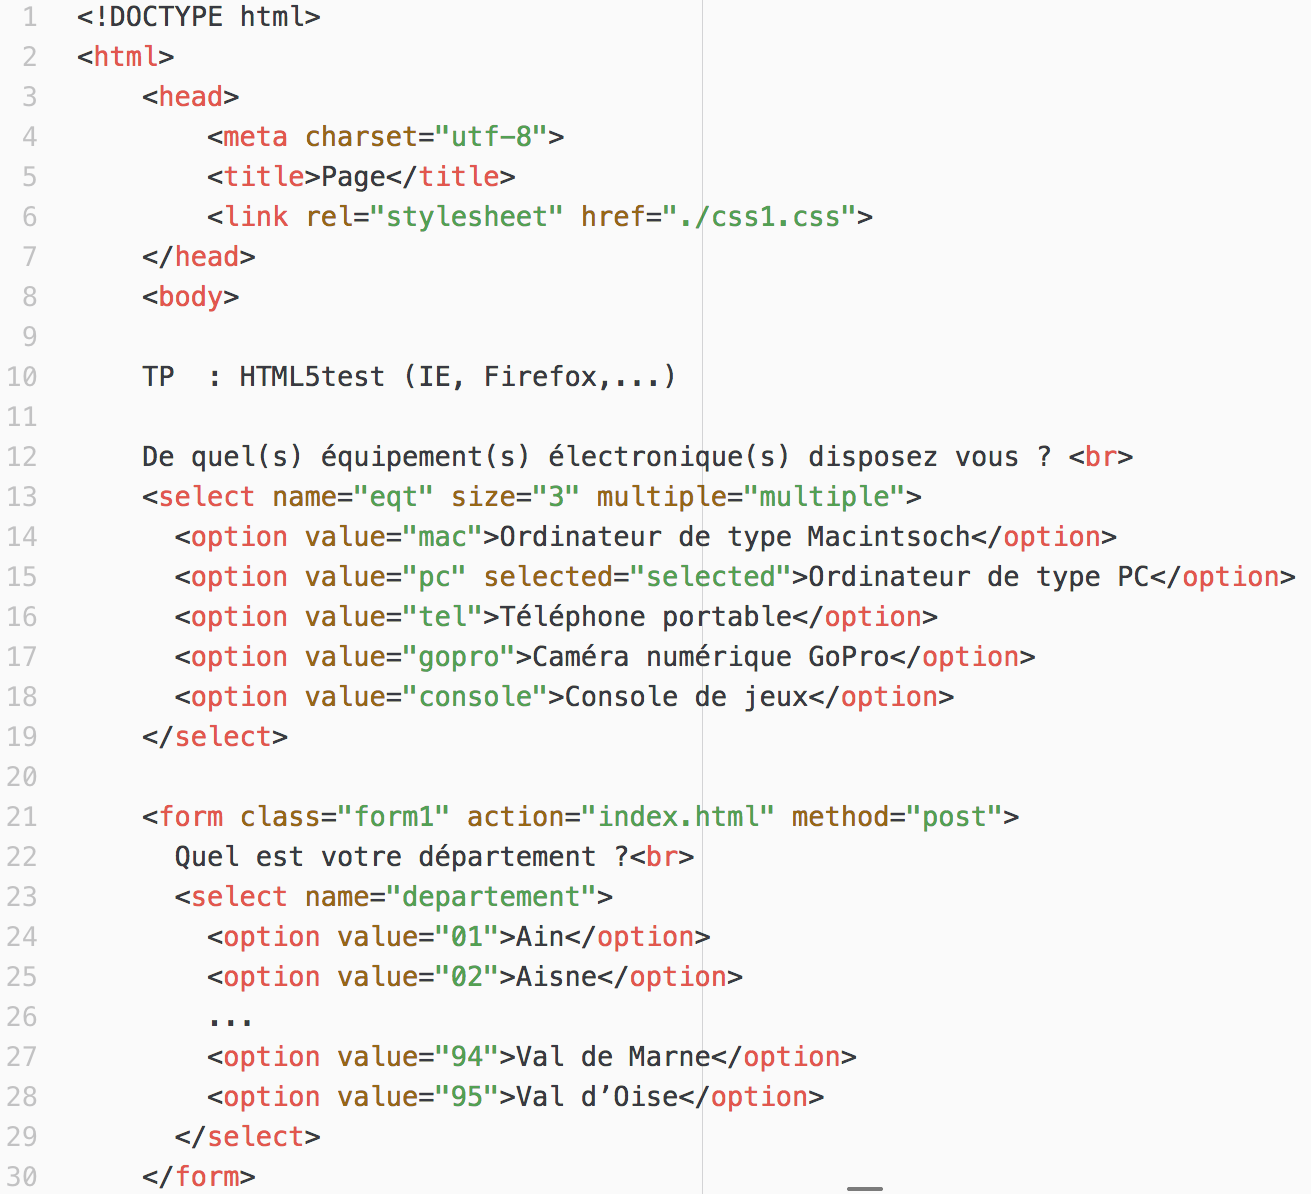 1 <!DOCTYPE html>
2 <html>
3 <head>
4 <meta charset="utf-8">
5 <title>Page</title>
6 <link rel="stylesheet" href="./css1.css">
7 </head>
8 <body>
9
10 TP  : HTML5test (IE, Firefox,...)
11
12 De quel(s) équipement(s) électronique(s) disposez vous ? <br>
13 <select name="eqt" size="3" multiple="multiple">
14 <option value="mac">Ordinateur de type Macintsoch</option>
15 <option value="pc" selected="selected">Ordinateur de type PC</option>
16 <option value="tel">Téléphone portable</option>
17 <option value="gopro">Caméra numérique GoPro</option>
18 <option value="console">Console de jeux</option>
19 </select>
20
21 <form class="form1" action="index.html" method="post">
22 Quel est votre département ?<br>
23 <select name="departement">
24 <option value="01">Ain</option>
25 <option value="02">Aisne</option>
26 ...
27 <option value="94">Val de Marne</option>
28 <option value="95">Val d’Oise</option>
29 </select>
30 </form>